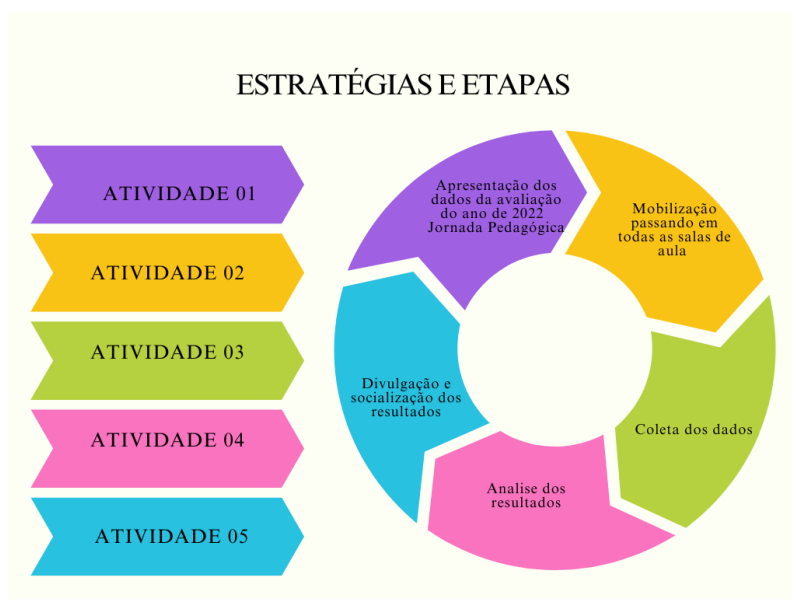 ESTRATÉGIAS E ETAPAS
ATIVIDADE 01
ATIVIDADE 02
ATIVIDADE 03
ATIVIDADE 04
ATIVIDADE 05
Apresentação dos
dados da avaliação
do ano de 2022
Jornada Pedagógica
Mobilização
passando em
todas as salas de
aula
Coleta dos dados
Analise dos
resultados
Divulgação e
socialização dos
resultados